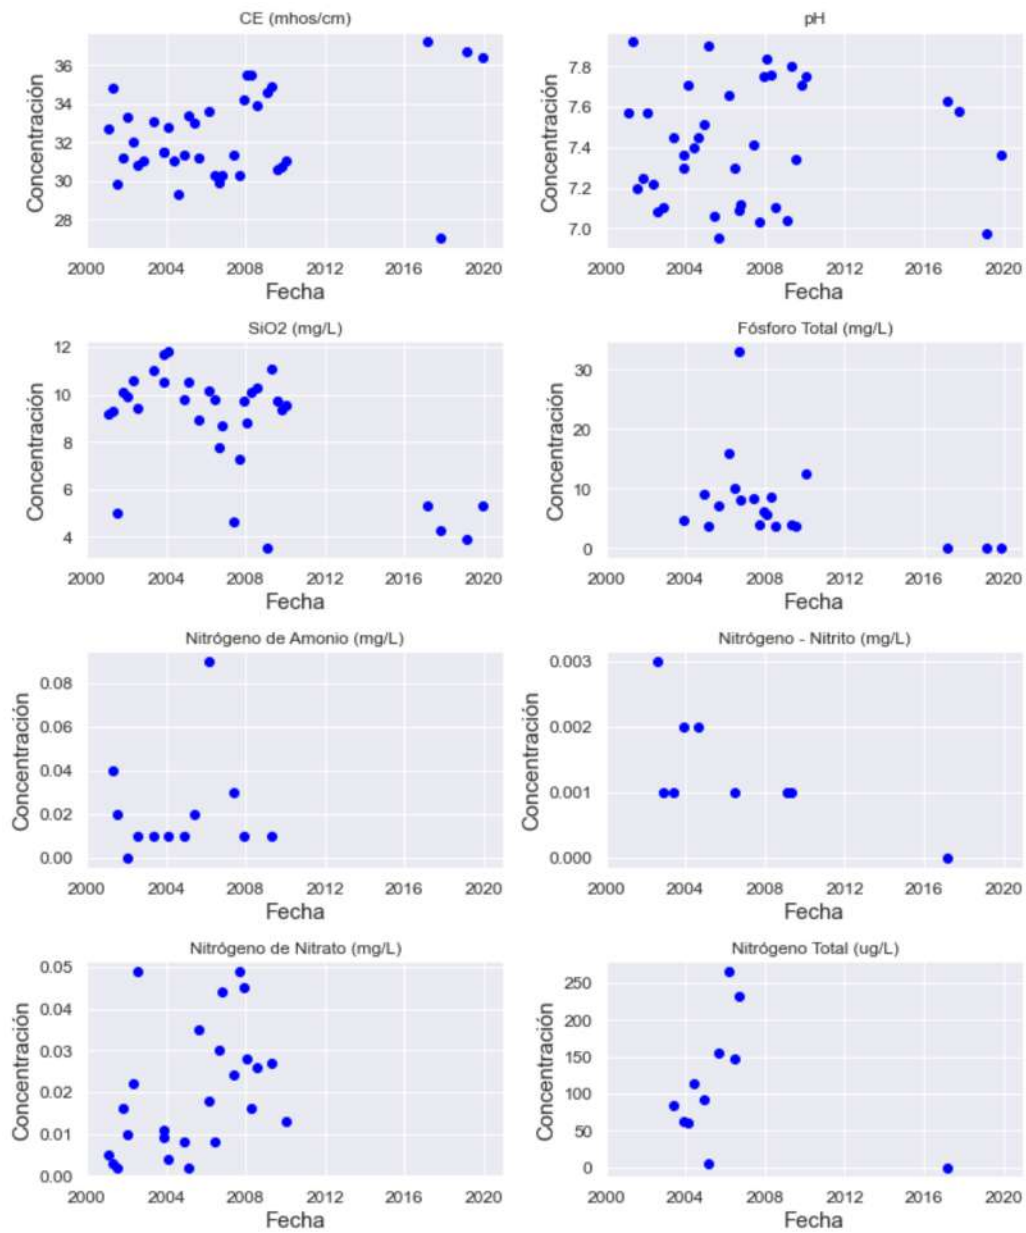 CE (mhos/cm)
Concentración
36
34
32
30
28
2000 2004 2008 2012 2016 2020
Fecha
pH
Concentración
7.8
7.6
7.4
7.2
7.0
2000 2004 2008 2012 2016 2020
Fecha
SiO2 (mg/L)
Concentración
12
10
8
6
4
2000 2004 2008 2012 2016 2020
Fecha
Fósforo Total (mg/L)
Concentración
30
20
10
0
2000 2004 2008 2012 2016 2020
Fecha
Nitrógeno de Amonio (mg/L)
Concentración
0.08
0.06
0.04
0.02
0.00
2000 2004 2008 2012 2016 2020
Fecha
Nitrógeno - Nitrito (mg/L)
Concentración
0.003
0.002
0.001
0.000
2000 2004 2008 2012 2016 2020
Fecha
Nitrógeno de Nitrato (mg/L)
Concentración
0.05
0.04
0.03
0.02
0.01
0.00
2000 2004 2008 2012 2016 2020
Fecha
Nitrógeno Total (ug/L)
Concentración
250
200
150
100
50
0
2000 2004 2008 2012 2016 2020
Fecha